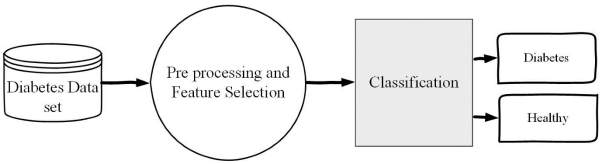 Diabetes Data
set
Pre processing and
Feature Selection
Classification
Diabetes
Healthy